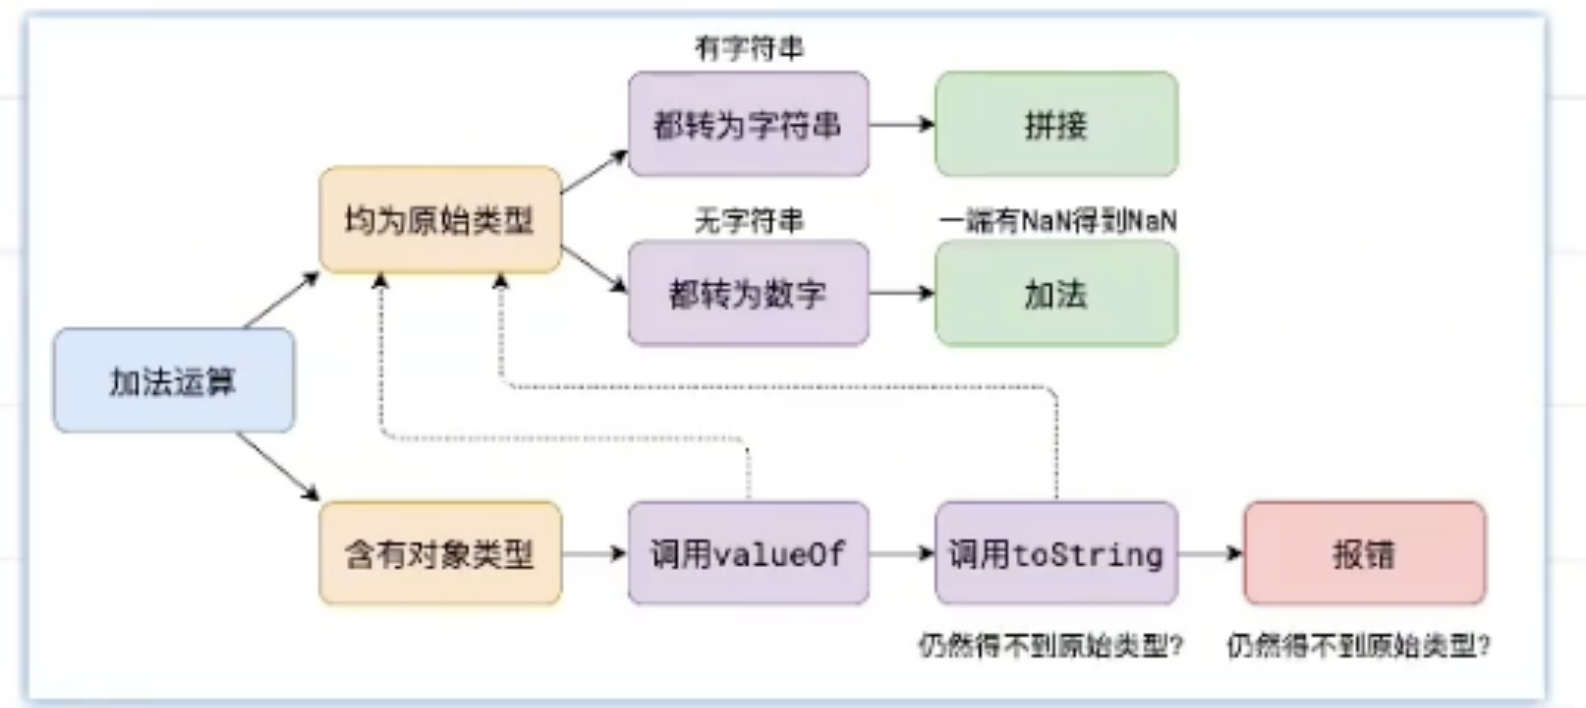 有字符串
都转为字符串
拼接
均为原始类型
无字符串
一端有NaN得到NaN
都转为数字
加法
加法运算
含有对象类型
调用valueOf
调用toString
报错
仍然得不到原始类型?
仍然得不到原始类型?